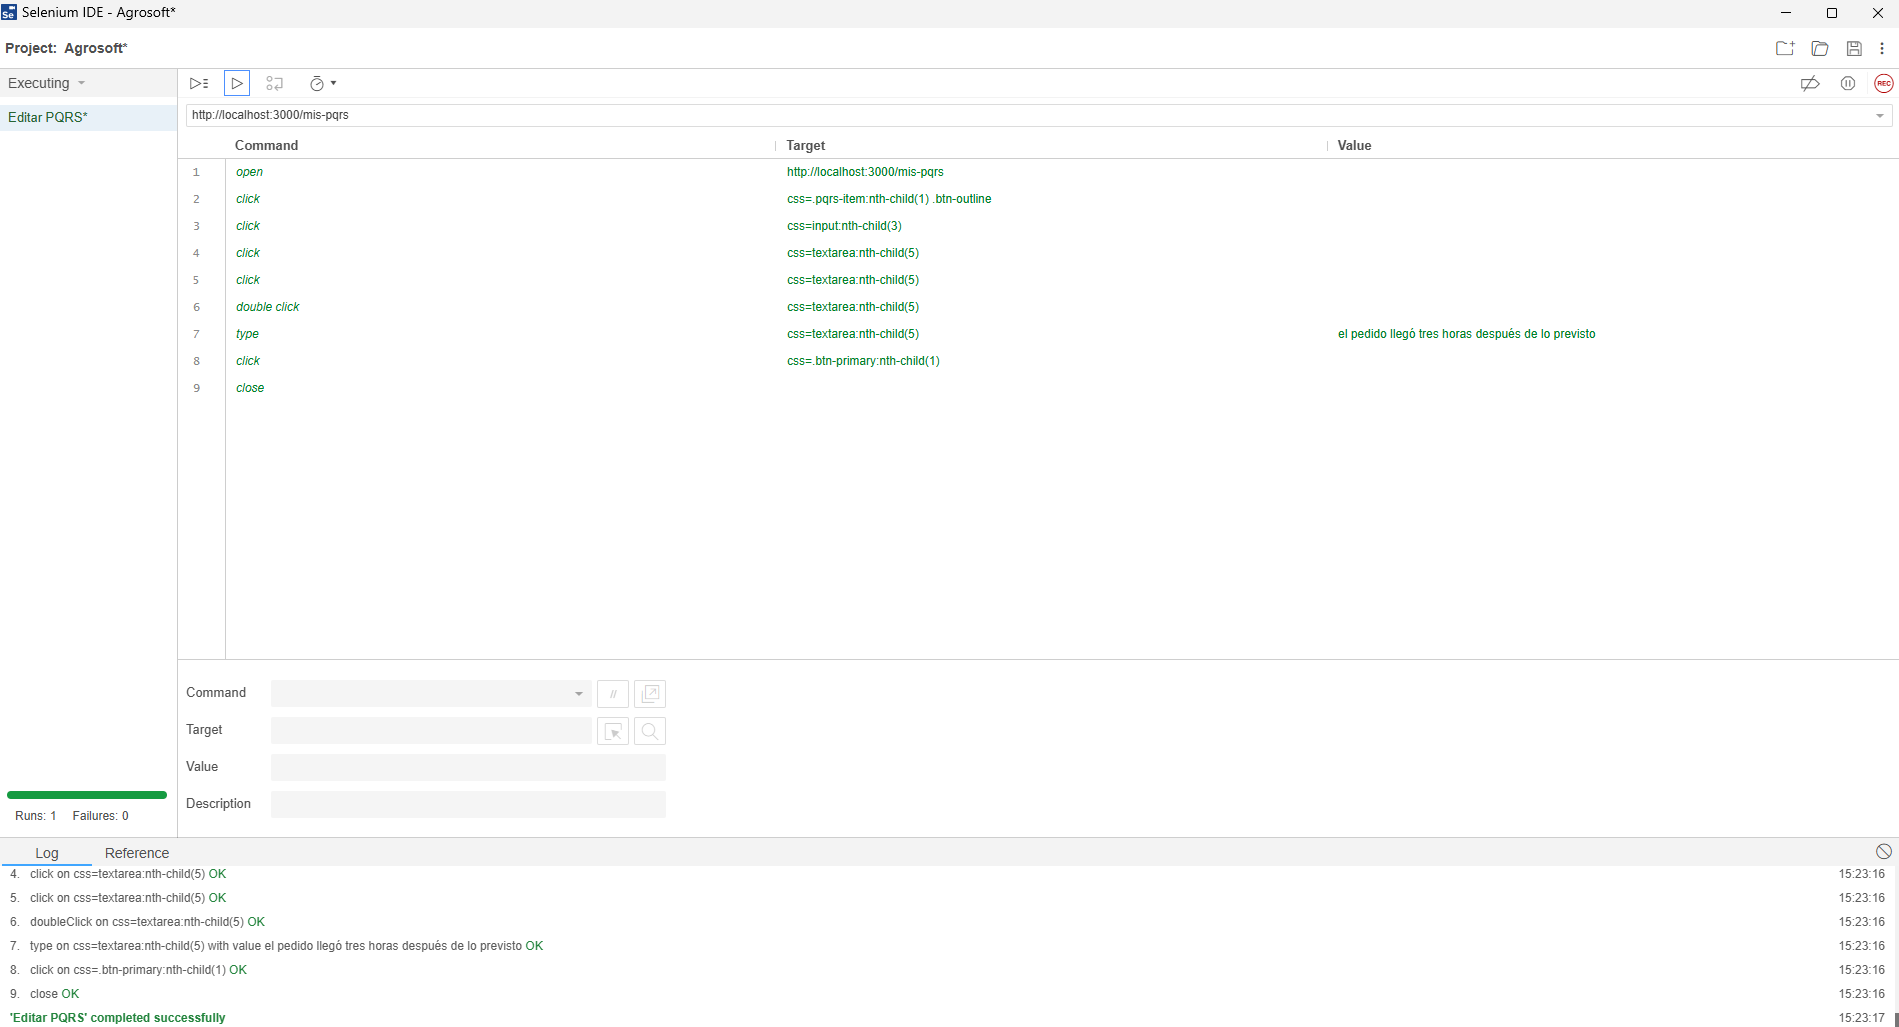 Selenium IDE - Agrosoft*
Project: Agrosoft*
Executing
REC
Editar PQRS*
http://localhost:3000/mis-pqrs
Command Target Value
1 open http://localhost:3000/mis-pqrs
2 click css=.pqrs-item:nth-child(1) .btn-outline
3 click css=input:nth-child(3)
4 click css=textarea:nth-child(5)
5 click css=textarea:nth-child(5)
6 double click css=textarea:nth-child(5)
7 type css=textarea:nth-child(5) el pedido llegó tres horas después de lo previsto
8 click css=.btn-primary:nth-child(1)
9 close
Command //
Target
Value
Description
Runs: 1 Failures: 0
Log Reference
4. click on css=textarea:nth-child(5) OK 15:23:16
5. click on css=textarea:nth-child(5) OK 15:23:16
6. doubleClick on css=textarea:nth-child(5) OK 15:23:16
7. type on css=textarea:nth-child(5) with value el pedido llegó tres horas después de lo previsto OK 15:23:16
8. click on css=.btn-primary:nth-child(1) OK 15:23:16
9. close OK 15:23:16
'Editar PQRS' completed successfully 15:23:17